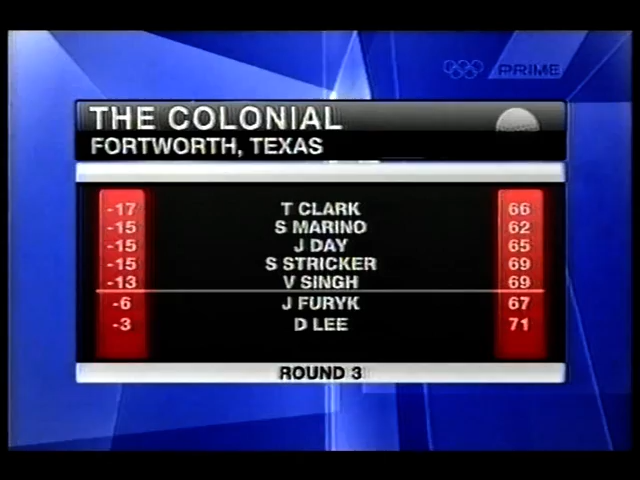 PRIME
THE COLONIAL
FORTWORTH, TEXAS
-17 T CLARK 66
-15 S MARINO 62
-15 J DAY 65
-15 S STRICKER 69
-13 V SINGH 69
-6 J FURYK 67
-3 D LEE 71
ROUND 3